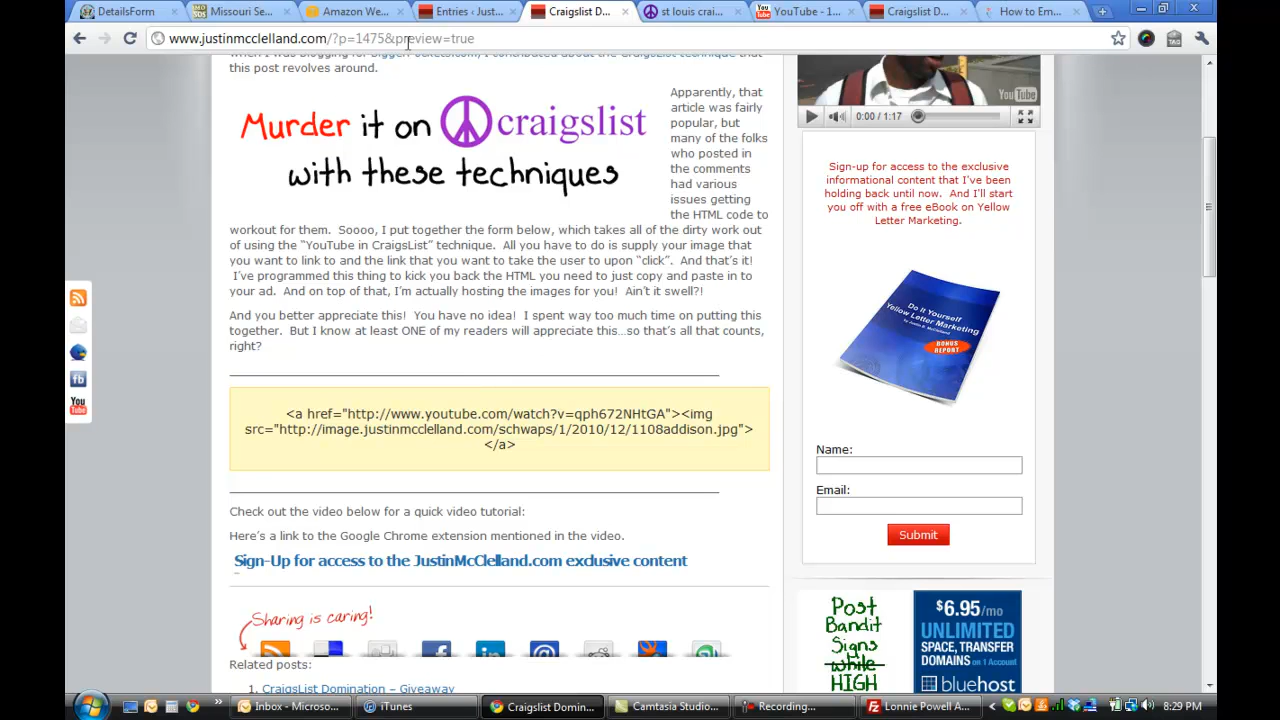 DetailsForm
Missouri Se...
Amazon We...
Entries ‹ Just...
Craigslist D...
st louis crai...
YouTube - 1...
Craigslist D...
How to Em...
www.justinmcclelland.com/?p=1475&preview=true
this post revolves around.
Murder it on craigslist
with these techniques
Apparently, that
article was fairly
popular, but
many of the folks
who posted in
the comments
had various
issues getting
the HTML code to
workout for them. Soooo, I put together the form below, which takes all of the dirty work out
of using the "YouTube in CraigsList" technique. All you have to do is supply your image that
you want to link to and the link that you want to take the user to upon "click". And that's it!
I've programmed this thing to kick you back the HTML you need to just copy and paste in to
your ad. And on top of that, I'm actually hosting the images for you! Ain't it swell?!
And you better appreciate this! You have no idea! I spent way too much time on putting this
together. But I know at least ONE of my readers will appreciate this...so that's all that counts,
right?
<a href="http://www.youtube.com/watch?v=qph672NHtGA"><img
src="http://image.justinmcclelland.com/schwaps/1/2010/12/1108addison.jpg">
</a>
Check out the video below for a quick video tutorial:
Here's a link to the Google Chrome extension mentioned in the video.
Sign-Up for access to the JustinMcClelland.com exclusive content
Sharing is caring!
Related posts:
1. CraigsList Domination – Giveaway
YouTube
0:00 / 1:17
Sign-up for access to the exclusive
informational content that I've been
holding back until now. And I'll start
you off with a free eBook on Yellow
Letter Marketing.
Do It Yourself
Yellow Letter Marketing
BONUS
REPORT
Name:
Email:
Submit
Post
Bandit
Signs
while
HIGH
$6.95/mo
UNLIMITED
SPACE, TRANSFER
DOMAINS on 1 Account
bluehost
Inbox - Microso...
iTunes
Craigslist Domin...
Camtasia Studio...
Recording...
Lonnie Powell A...
8:29 PM